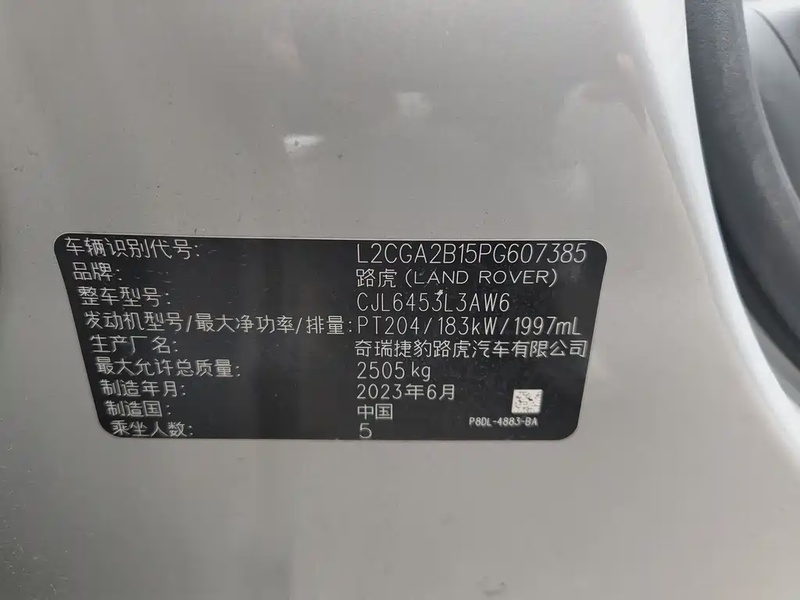 车辆识别代号: L2CGA2B15PG607385
品牌: 路虎(LAND ROVER)
整车型号: CJL6453L3AW6
发动机型号/最大净功率/排量: PT204/183kW/1997mL
生产厂名: 奇瑞捷豹路虎汽车有限公司
最大允许总质量: 2505kg
制造年月: 2023年6月
制造国: 中国
乘坐人数: 5
P8DL-4883-BA